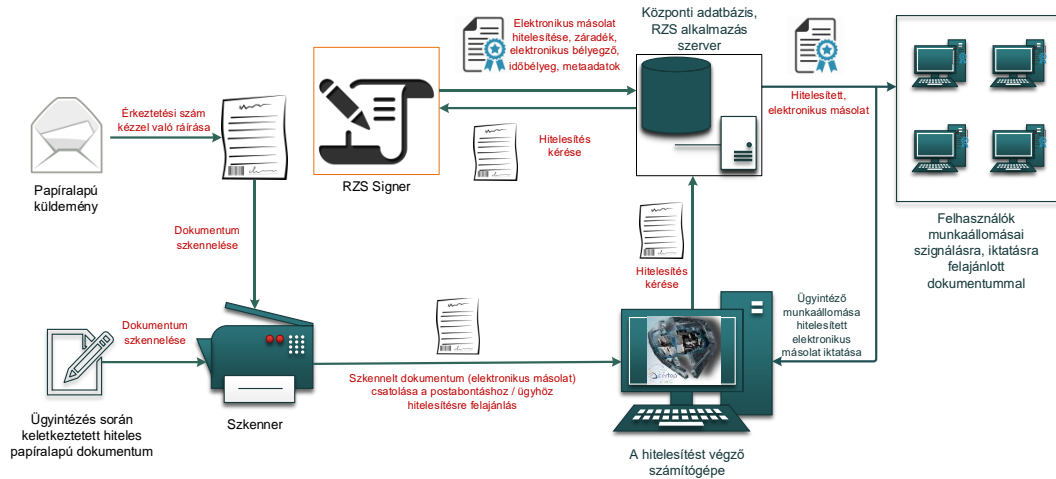 Elektronikus másolat
hitelesítése, záradék,
elektronikus bélyegző,
időbélyeg, metaadatok
Központi adatbázis,
RZS alkalmazás
szerver
Érkeztetési szám
kézzel való ráírása
Papíralapú
küldemény
RZS Signer
Hitelesítés
kérése
Hitelesített,
elektronikus másolat
Felhasználók
munkaállomásai
szignálásra, iktatásra
felajánlott
dokumentummal
Dokumentum
szkennelése
Hitelesítés
kérése
Dokumentum
szkennelése
Ügyintéző
munkaállomása
hitelesített
elektronikus
másolat iktatása
Szkennelt dokumentum (elektronikus másolat)
csatolása a postabontáshoz / ügyhöz
hitelesítésre felajánlás
Ügyintézés során
keletkeztetett hiteles
papíralapú dokumentum
Szkenner
A hitelesítést végző
számítógépe